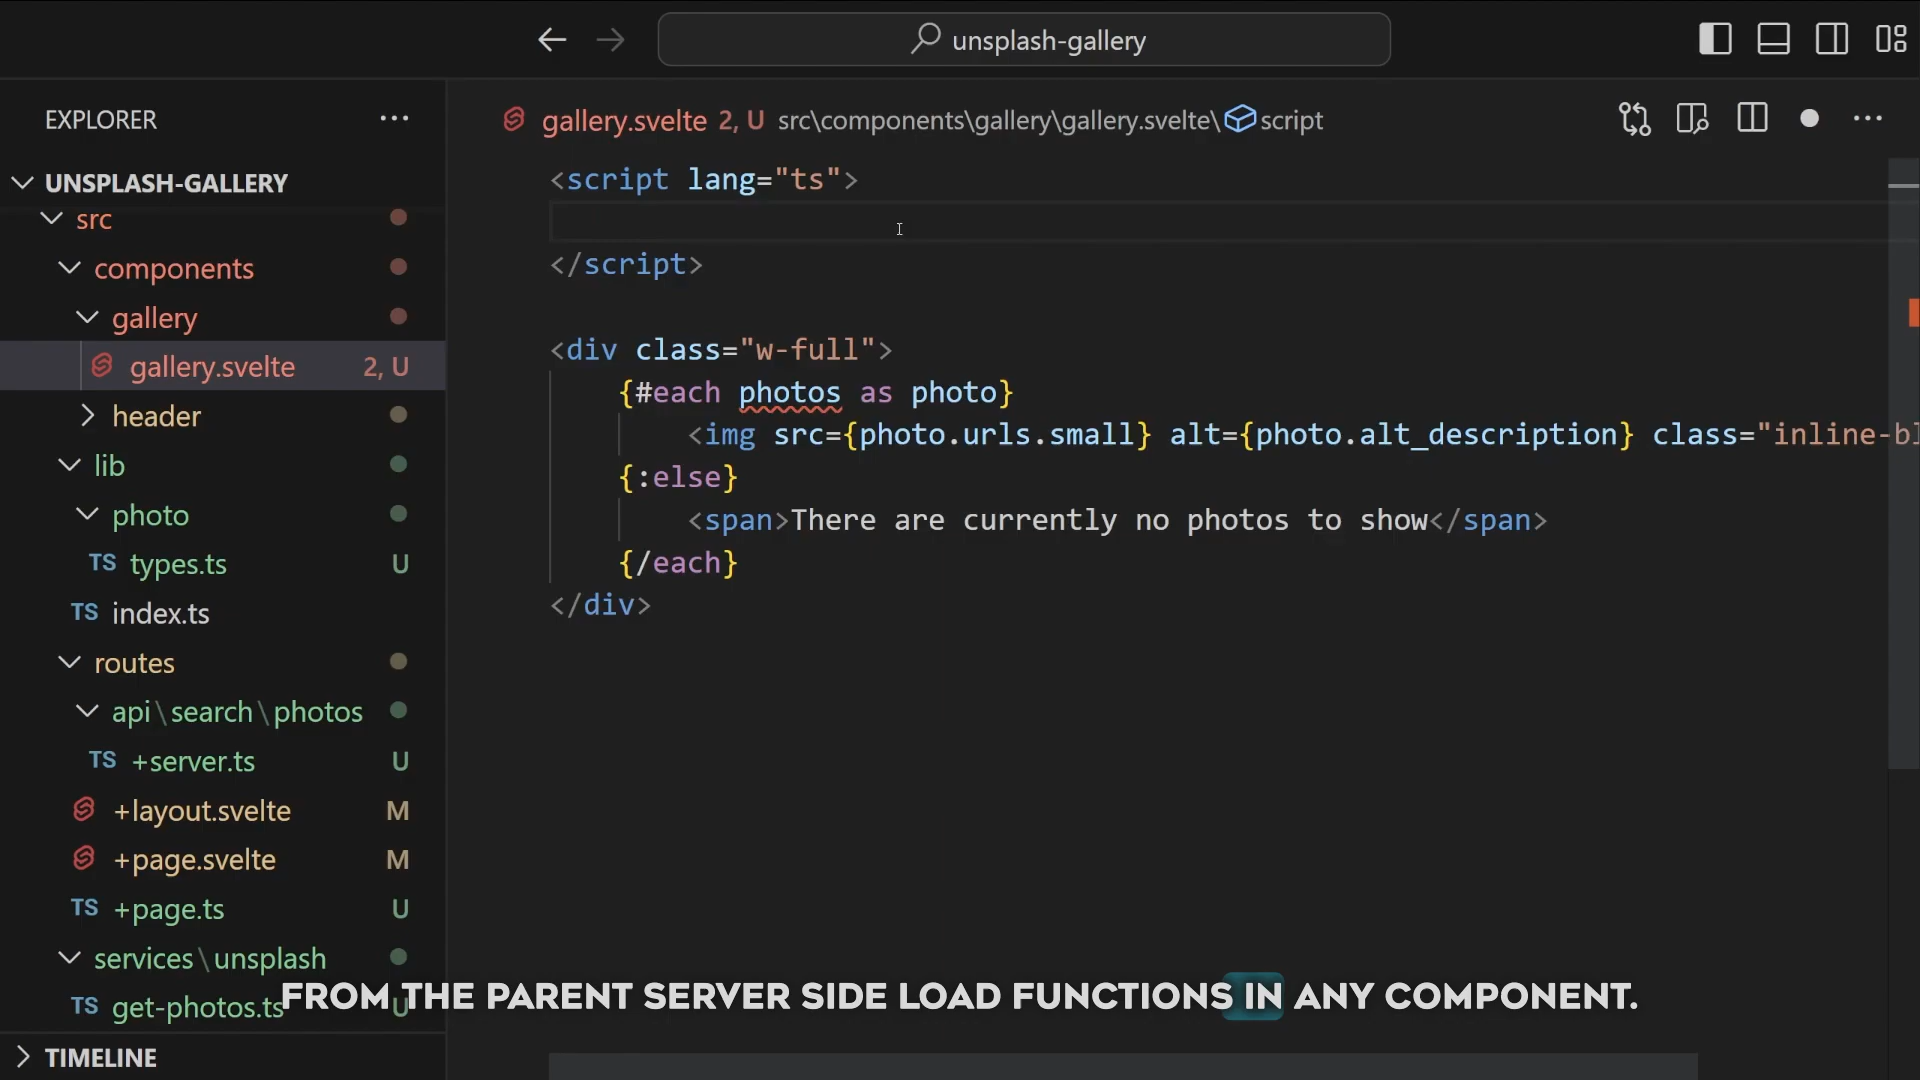 unsplash-gallery
EXPLORER
UNSPLASH-GALLERY
src
components
gallery
gallery.svelte 2, U
header
lib
photo
TS types.ts U
TS index.ts
routes
api\search\photos
TS +server.ts U
+layout.svelte M
+page.svelte M
TS +page.ts U
services\unsplash
TS get-photos.ts U
TIMELINE
gallery.svelte 2, U src\components\gallery\gallery.svelte\ script
<script lang="ts">
</script>
<div class="w-full">
{#each photos as photo}
<img src={photo.urls.small} alt={photo.alt_description} class="inline-bl
{:else}
<span>There are currently no photos to show</span>
{/each}
</div>
FROM THE PARENT SERVER SIDE LOAD FUNCTIONS IN ANY COMPONENT.